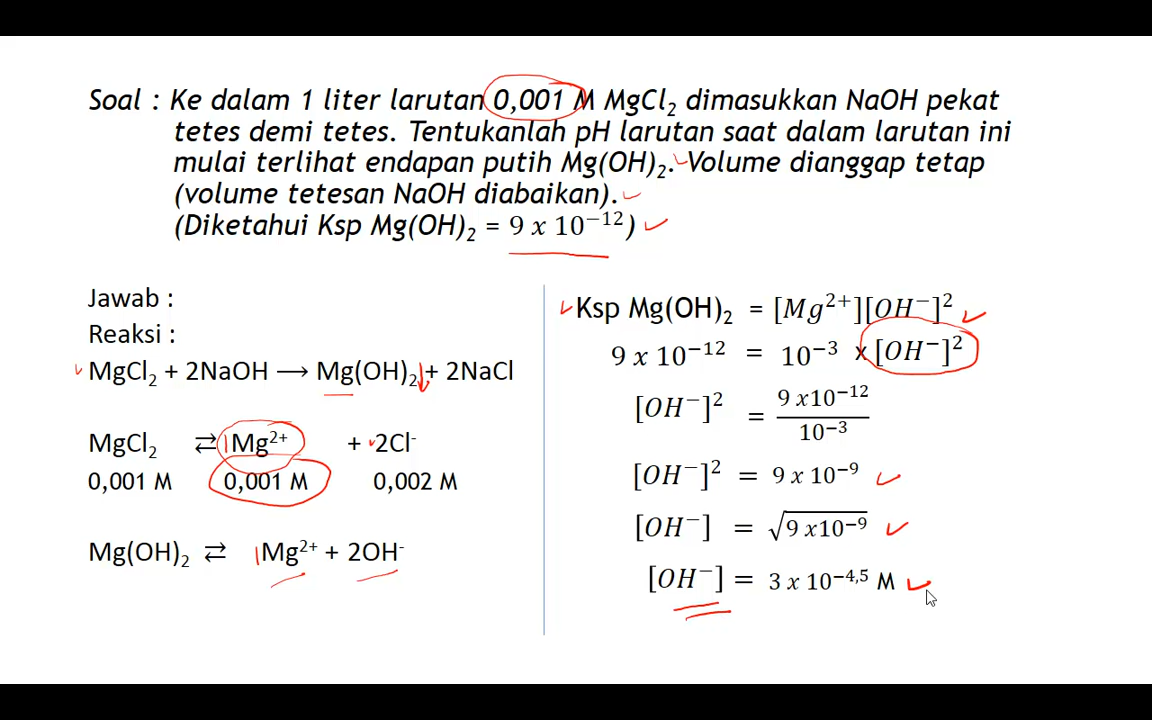 Soal : Ke dalam 1 liter larutan 0,001 M MgCl₂ dimasukkan NaOH pekat
tetes demi tetes. Tentukanlah pH larutan saat dalam larutan ini
mulai terlihat endapan putih Mg(OH)₂. Volume dianggap tetap
(volume tetesan NaOH diabaikan).
(Diketahui Ksp Mg(OH)₂ = 9 x 10⁻¹²)
Jawab :
Reaksi :
MgCl₂ + 2NaOH ⟶ Mg(OH)₂↓+ 2NaCl
MgCl₂ ⇄ 1Mg²⁺ + 2Cl⁻
0,001 M 0,001 M 0,002 M
Mg(OH)₂ ⇄ 1Mg²⁺ + 2OH⁻
Ksp Mg(OH)₂ = [Mg²⁺][OH⁻]²
9 x 10⁻¹² = 10⁻³ x [OH⁻]²
[OH⁻]² = 9 x10⁻¹² / 10⁻³
[OH⁻]² = 9 x 10⁻⁹
[OH⁻] = √9 x10⁻⁹
[OH⁻] = 3 x 10⁻⁴,⁵ M